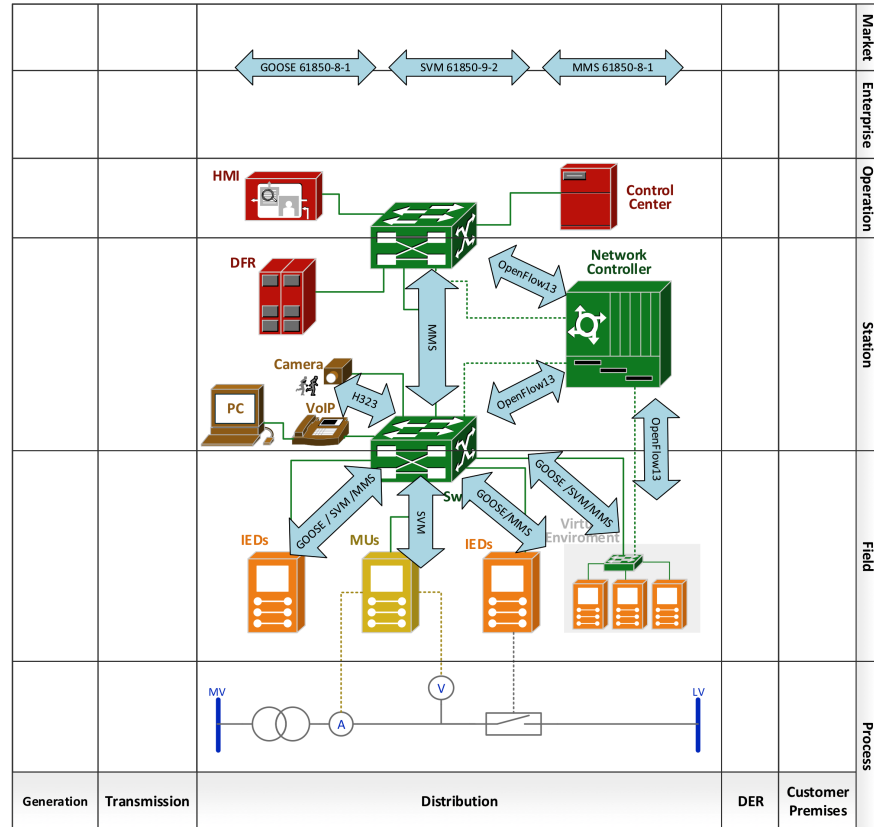 Market
GOOSE 61850-8-1
SVM 61850-9-2
MMS 61850-8-1
Enterprise
HMI
Control
Center
Operation
DFR
OpenFlow13
Network
Controller
MMS
Station
Camera
H323
OpenFlow13
PC
VoIP
OpenFlow13
GOOSE / SVM /MMS
SVM
Sw
GOOSE/MMS
GOOSE /SVM/MMS
Virtu
Enviroment
IEDs
MUs
IEDs
Field
MV
V
LV
A
Process
Generation
Transmission
Distribution
DER
Customer
Premises